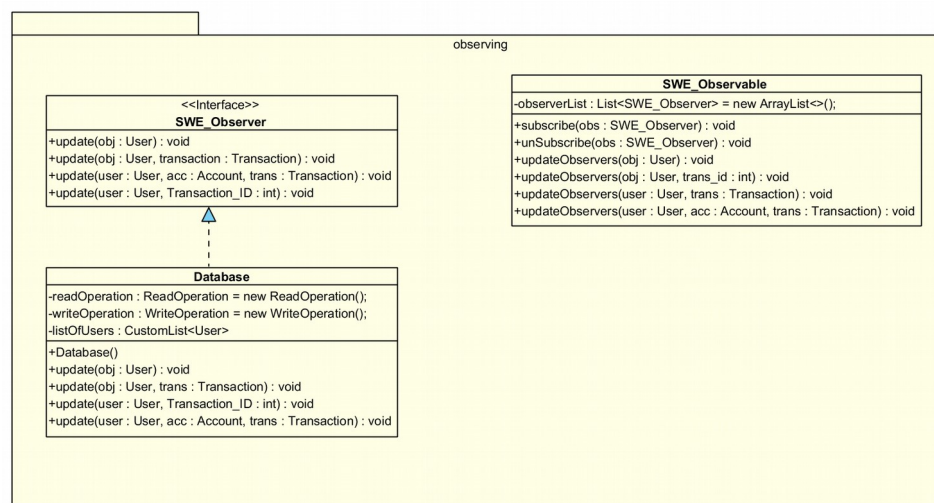 observing
<<Interface>>
SWE_Observer
+update(obj : User) : void
+update(obj : User, transaction : Transaction) : void
+update(user : User, acc : Account, trans : Transaction) : void
+update(user : User, Transaction_ID : int) : void
SWE_Observable
-observerList : List<SWE_Observer> = new ArrayList<>();
+subscribe(obs : SWE_Observer) : void
+unSubscribe(obs : SWE_Observer) : void
+updateObservers(obj : User) : void
+updateObservers(obj : User, trans_id : int) : void
+updateObservers(user : User, trans : Transaction) : void
+updateObservers(user : User, acc : Account, trans : Transaction) : void
Database
-readOperation : ReadOperation = new ReadOperation();
-writeOperation : WriteOperation = new WriteOperation();
-listOfUsers : CustomList<User>
+Database()
+update(obj : User) : void
+update(obj : User, trans : Transaction) : void
+update(user : User, Transaction_ID : int) : void
+update(user : User, acc : Account, trans : Transaction) : void